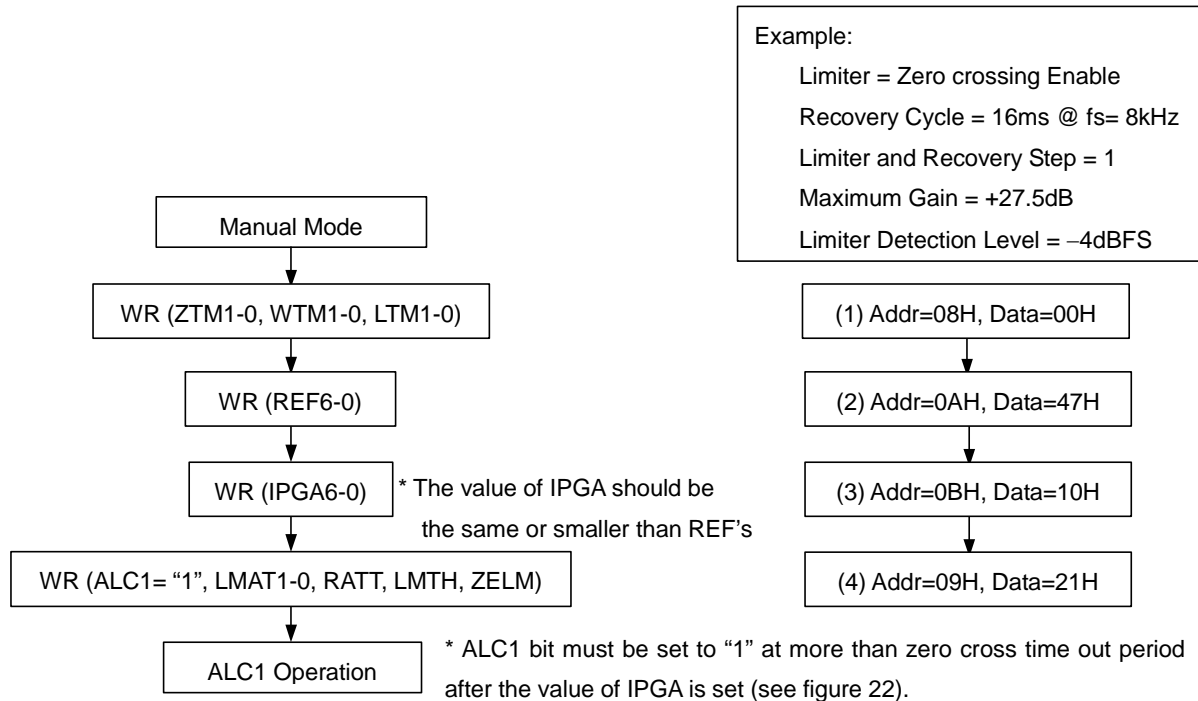 Example:
Limiter = Zero crossing Enable
Recovery Cycle = 16ms @ fs= 8kHz
Limiter and Recovery Step = 1
Maximum Gain = +27.5dB
Limiter Detection Level = −4dBFS
Manual Mode
WR (ZTM1-0, WTM1-0, LTM1-0)
WR (REF6-0)
WR (IPGA6-0)
* The value of IPGA should be
the same or smaller than REF's
WR (ALC1= “1”, LMAT1-0, RATT, LMTH, ZELM)
ALC1 Operation
(1) Addr=08H, Data=00H
(2) Addr=0AH, Data=47H
(3) Addr=0BH, Data=10H
(4) Addr=09H, Data=21H
* ALC1 bit must be set to “1” at more than zero cross time out period
after the value of IPGA is set (see figure 22).